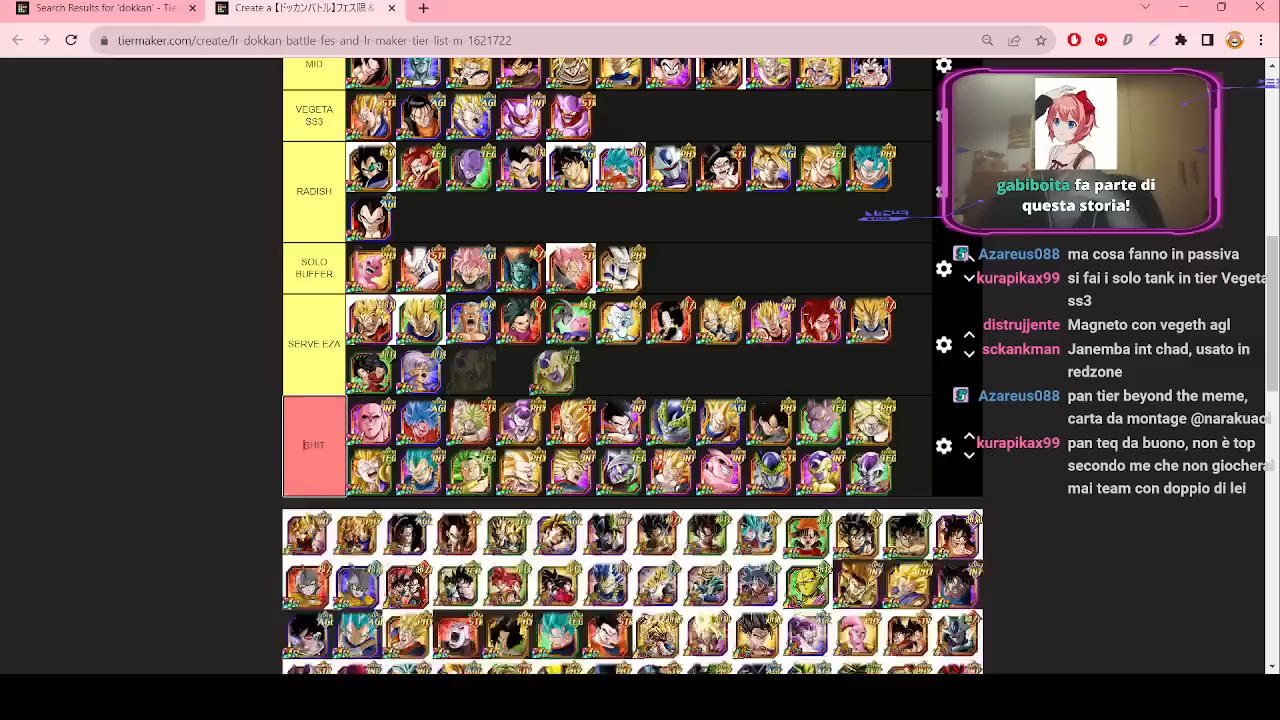 Search Results for 'dokkan' - Tie
Create a 【ドッカンバトル】フェス限 &
tiermaker.com/create/lr-dokkan-battle-fes-and-lr-maker-tier-list-m-1621722
MID
VEGETA
SS3
RADISH
SOLO
BUFFER
SERVE EZA
SHIT
gabiboita fa parte di
questa storia!
Azareus088 ma cosa fanno in passiva
kurapikax99 si fai i solo tank in tier Vegeta
ss3
distrujjente Magneto con vegeth agl
sckankman Janemba int chad, usato in
redzone
Azareus088 pan tier beyond the meme,
carta da montage @narakuaol
kurapikax99 pan teq da buono, non è top
secondo me che non giocherai
mai team con doppio di lei